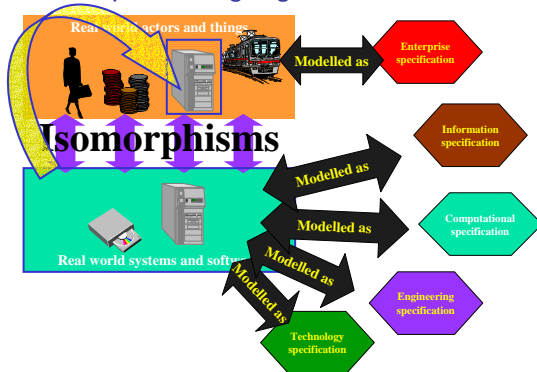 Real world actors and things
Modelled as
Enterprise
specification
Isomorphisms
Information
specification
Modelled as
Modelled as
Computational
specification
Real world systems and
Modelled as
Engineering
specification
Modelled as
Technology
specification